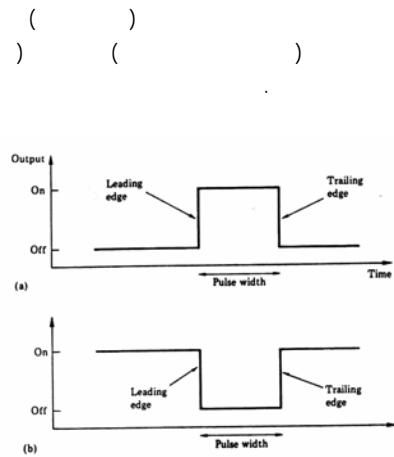 ( )
) ( )
.
Output
On
Leading edge
Trailing edge
Off
Pulse width
Time
(a)
On
Leading edge
Trailing edge
Off
Pulse width
(b)